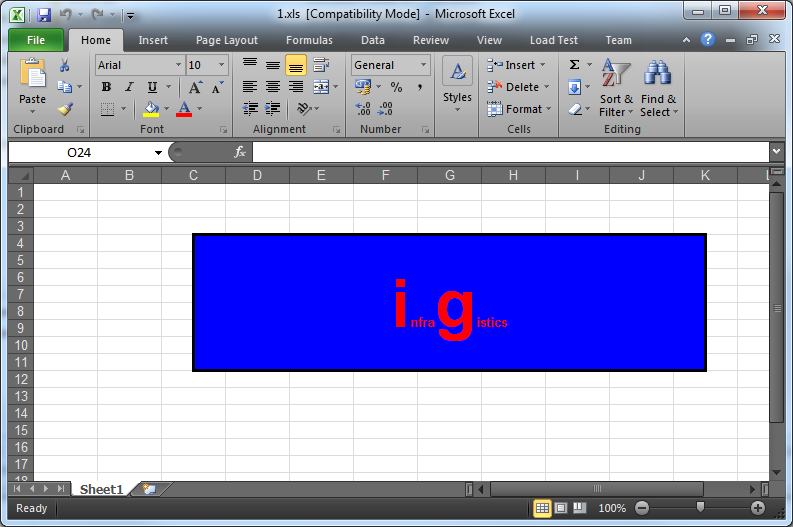 1.xls [Compatibility Mode] - Microsoft Excel
File Home Insert Page Layout Formulas Data Review View Load Test Team
Arial 10 General Insert
Paste B I U A A % , Styles Delete Σ Sort & Filter Find & Select
A Format
Clipboard Font Alignment Number Cells Editing
O24 fx
A B C D E F G H I J K L
1
2
3
4
5
6
7
infragistics
8
9
10
11
12
13
14
15
16
17
18
Sheet1
Ready 100%